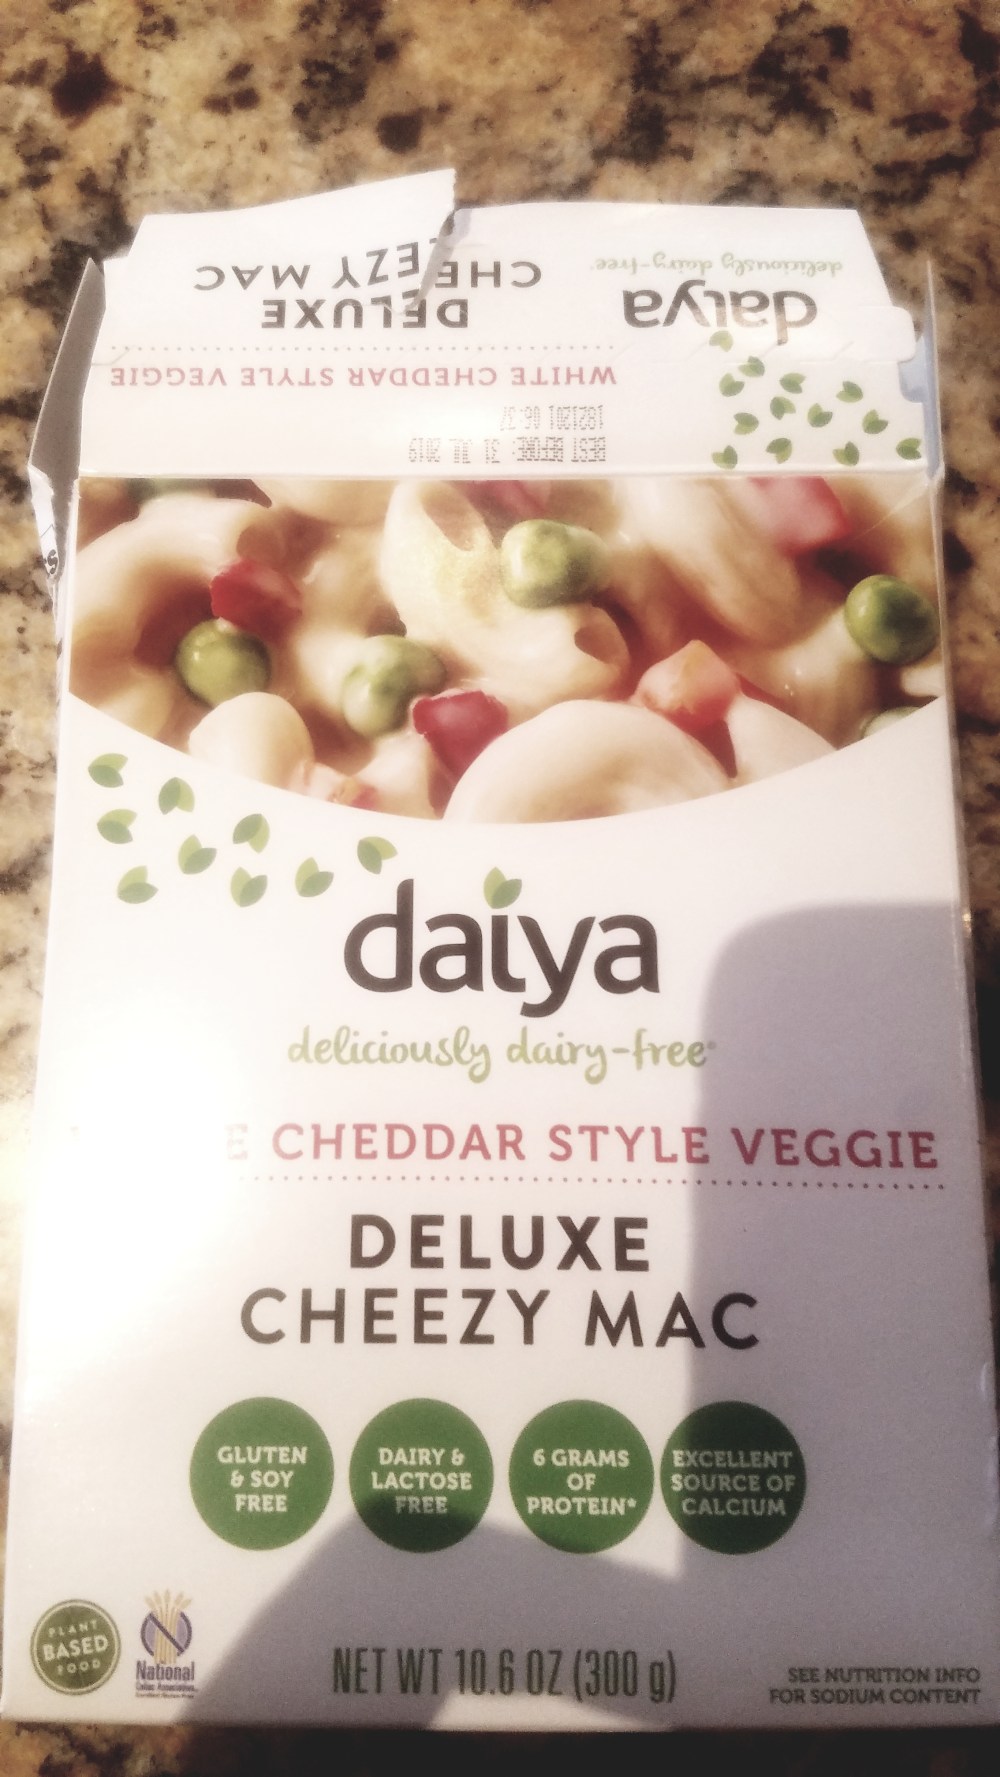 DELUXE
CHEEZY MAC
daiya
deliciously dairy-free
WHITE CHEDDAR STYLE VEGGIE
BEST BEFORE: 31 JL 2019
daiya
deliciously dairy-free
E CHEDDAR STYLE VEGGIE
DELUXE
CHEEZY MAC
GLUTEN
& SOY
FREE
DAIRY &
LACTOSE
FREE
6 GRAMS
OF
PROTEIN*
EXCELLENT
SOURCE OF
CALCIUM
PLANT
BASED
FOOD
National
Celiac Association
NET WT 10.6 OZ (300 g)
SEE NUTRITION INFO
FOR SODIUM CONTENT